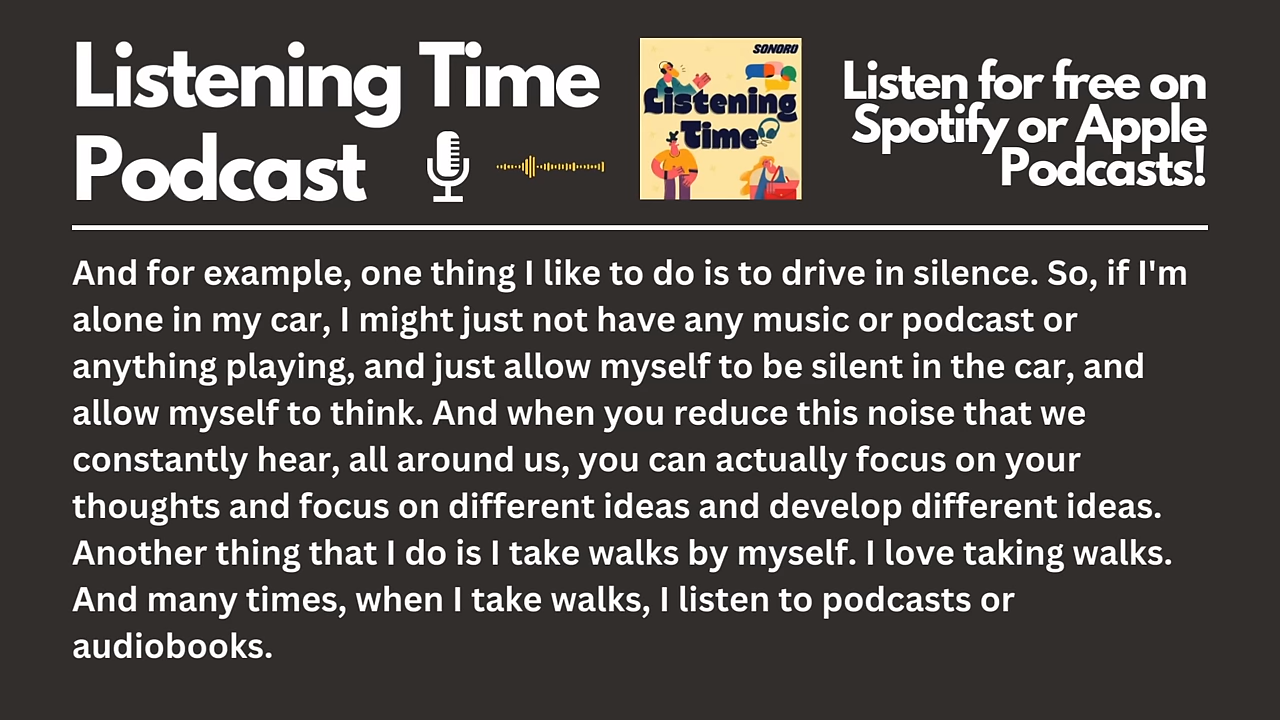 Listening Time
Podcast
SONORO
Listening
Time
Listen for free on
Spotify or Apple
Podcasts!
And for example, one thing I like to do is to drive in silence. So, if I'm
alone in my car, I might just not have any music or podcast or
anything playing, and just allow myself to be silent in the car, and
allow myself to think. And when you reduce this noise that we
constantly hear, all around us, you can actually focus on your
thoughts and focus on different ideas and develop different ideas.
Another thing that I do is I take walks by myself. I love taking walks.
And many times, when I take walks, I listen to podcasts or
audiobooks.